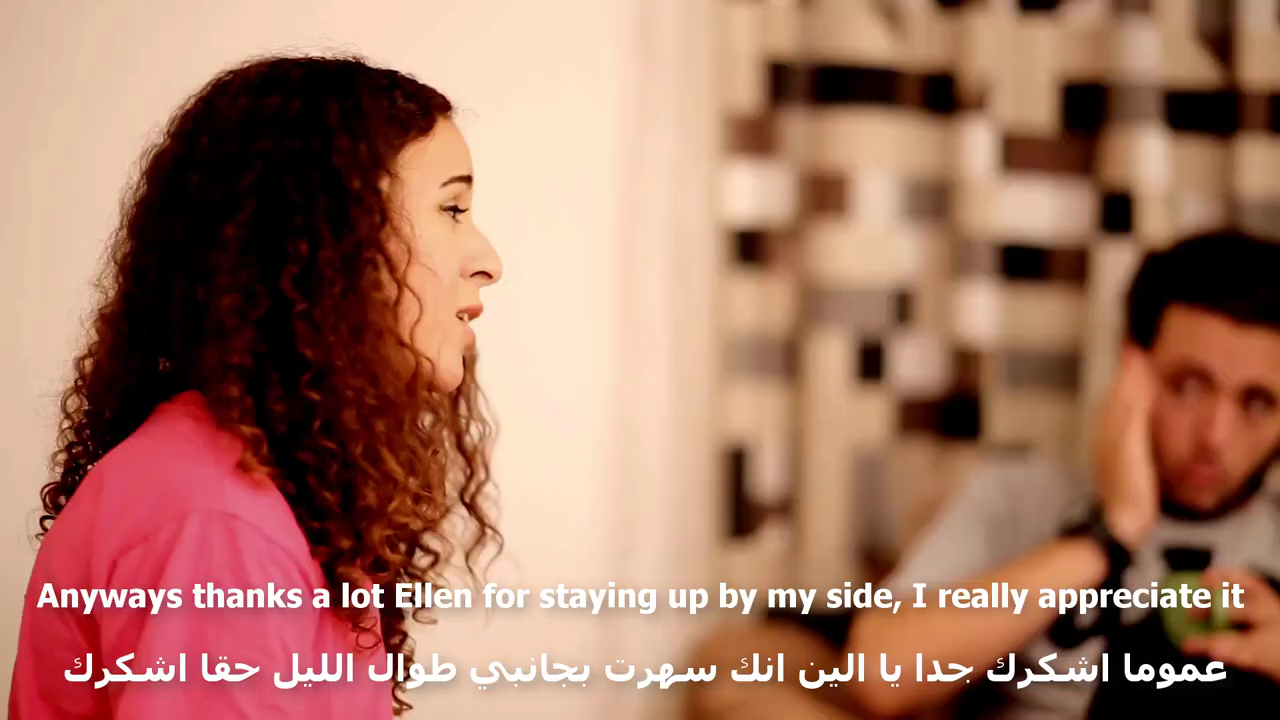 Anyways thanks a lot Ellen for staying up by my side, I really appreciate it
عموما اشكرك جدا يا الين انك سهرت بجانبي طوال الليل حقا اشكرك